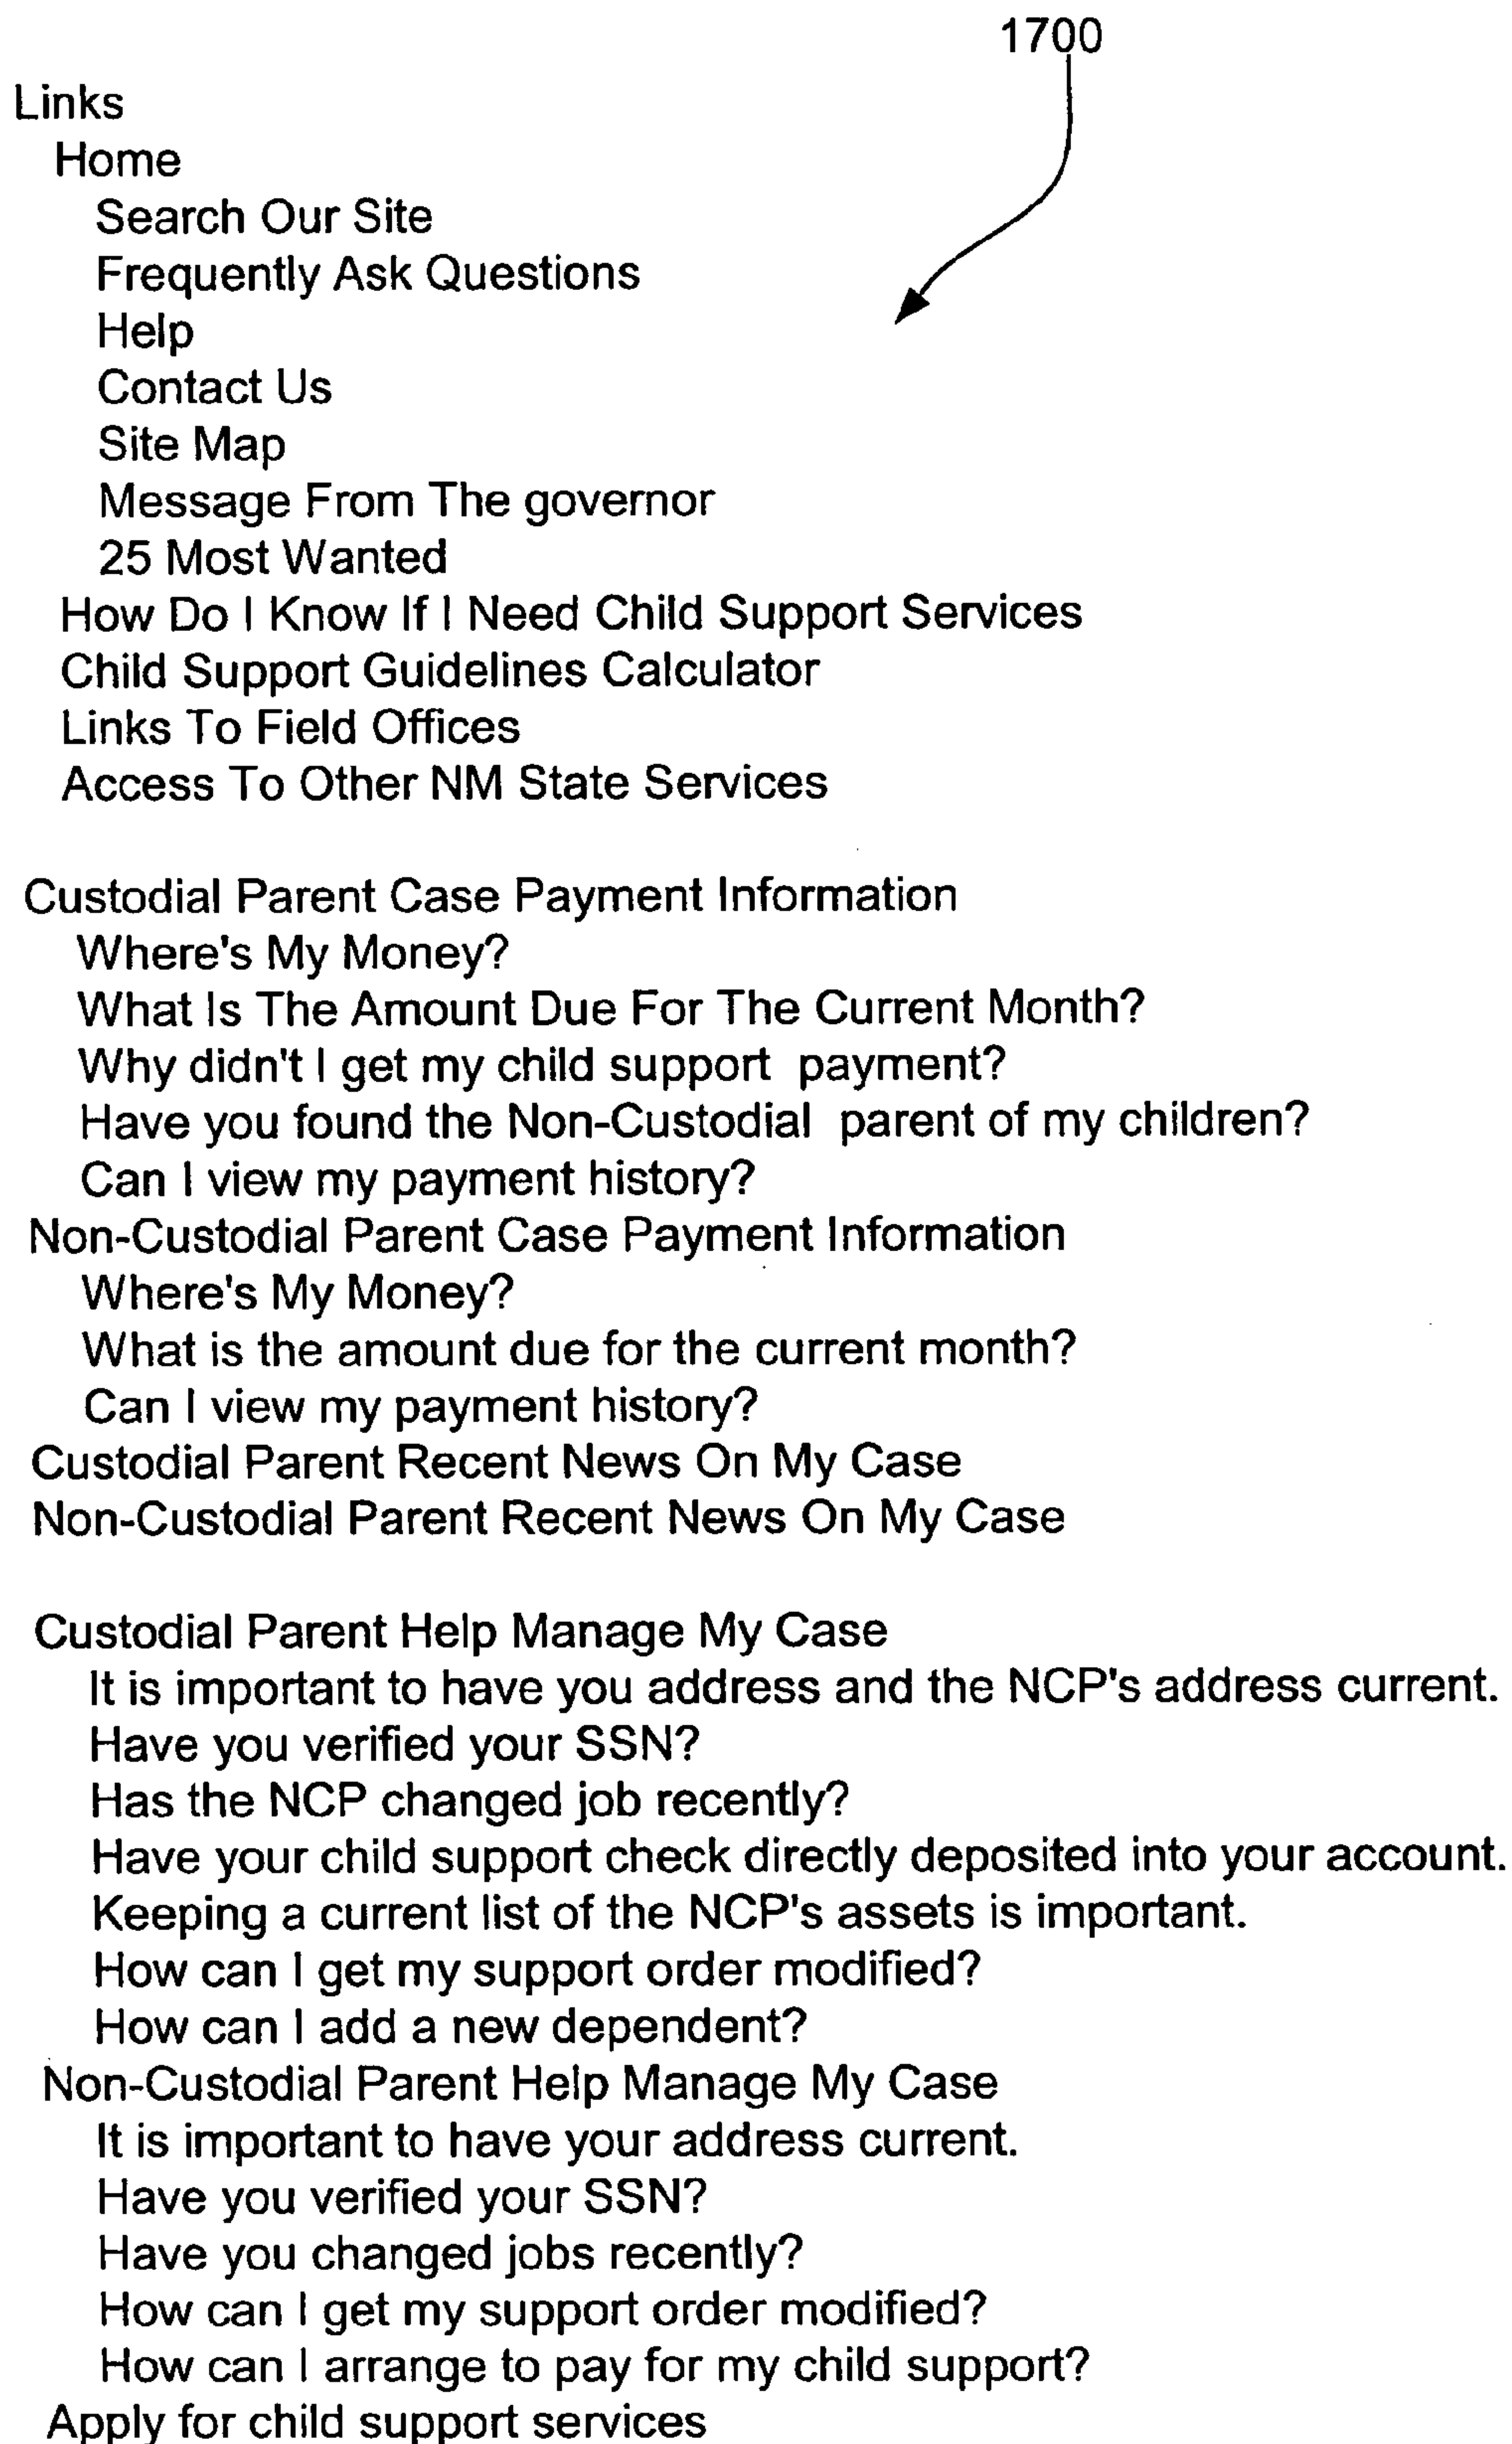 1700
Links
Home
Search Our Site
Frequently Ask Questions
Help
Contact Us
Site Map
Message From The governor
25 Most Wanted
How Do I Know If I Need Child Support Services
Child Support Guidelines Calculator
Links To Field Offices
Access To Other NM State Services
Custodial Parent Case Payment Information
Where's My Money?
What Is The Amount Due For The Current Month?
Why didn't I get my child support payment?
Have you found the Non-Custodial parent of my children?
Can I view my payment history?
Non-Custodial Parent Case Payment Information
Where's My Money?
What is the amount due for the current month?
Can I view my payment history?
Custodial Parent Recent News On My Case
Non-Custodial Parent Recent News On My Case
Custodial Parent Help Manage My Case
It is important to have you address and the NCP's address current.
Have you verified your SSN?
Has the NCP changed job recently?
Have your child support check directly deposited into your account.
Keeping a current list of the NCP's assets is important.
How can I get my support order modified?
How can I add a new dependent?
Non-Custodial Parent Help Manage My Case
It is important to have your address current.
Have you verified your SSN?
Have you changed jobs recently?
How can I get my support order modified?
How can I arrange to pay for my child support?
Apply for child support services